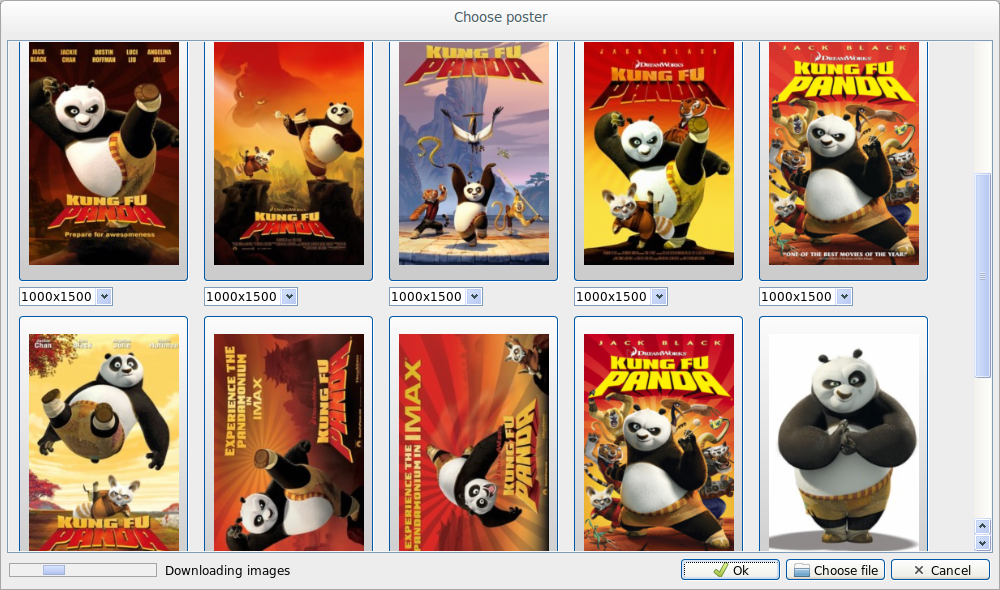 Choose poster
JACK BLACK
JACKIE CHAN
DUSTIN HOFFMAN
LUCY LIU
ANGELINA JOLIE
KUNG FU
PANDA
Prepare for awesomeness
KUNG FU
PANDA
KUNG FU
PANDA
JACK BLACK
DREAMWORKS
KUNG FU
PANDA
JACK BLACK
DREAMWORKS
KUNG FU
PANDA
"ONE OF THE BEST MOVIES OF THE YEAR"
1000x1500
1000x1500
1000x1500
1000x1500
1000x1500
Chan
Black
KUNG FU
PANDA
EXPERIENCE THE
PANDAMONIUM
IN
IMAX
KUNG FU
PANDA
EXPERIENCE THE IMAX
PANDAMONIUM IN
KUNG FU
PANDA
JACK BLACK
DREAMWORKS
KUNG FU
PANDA
Downloading images
Ok
Choose file
Cancel